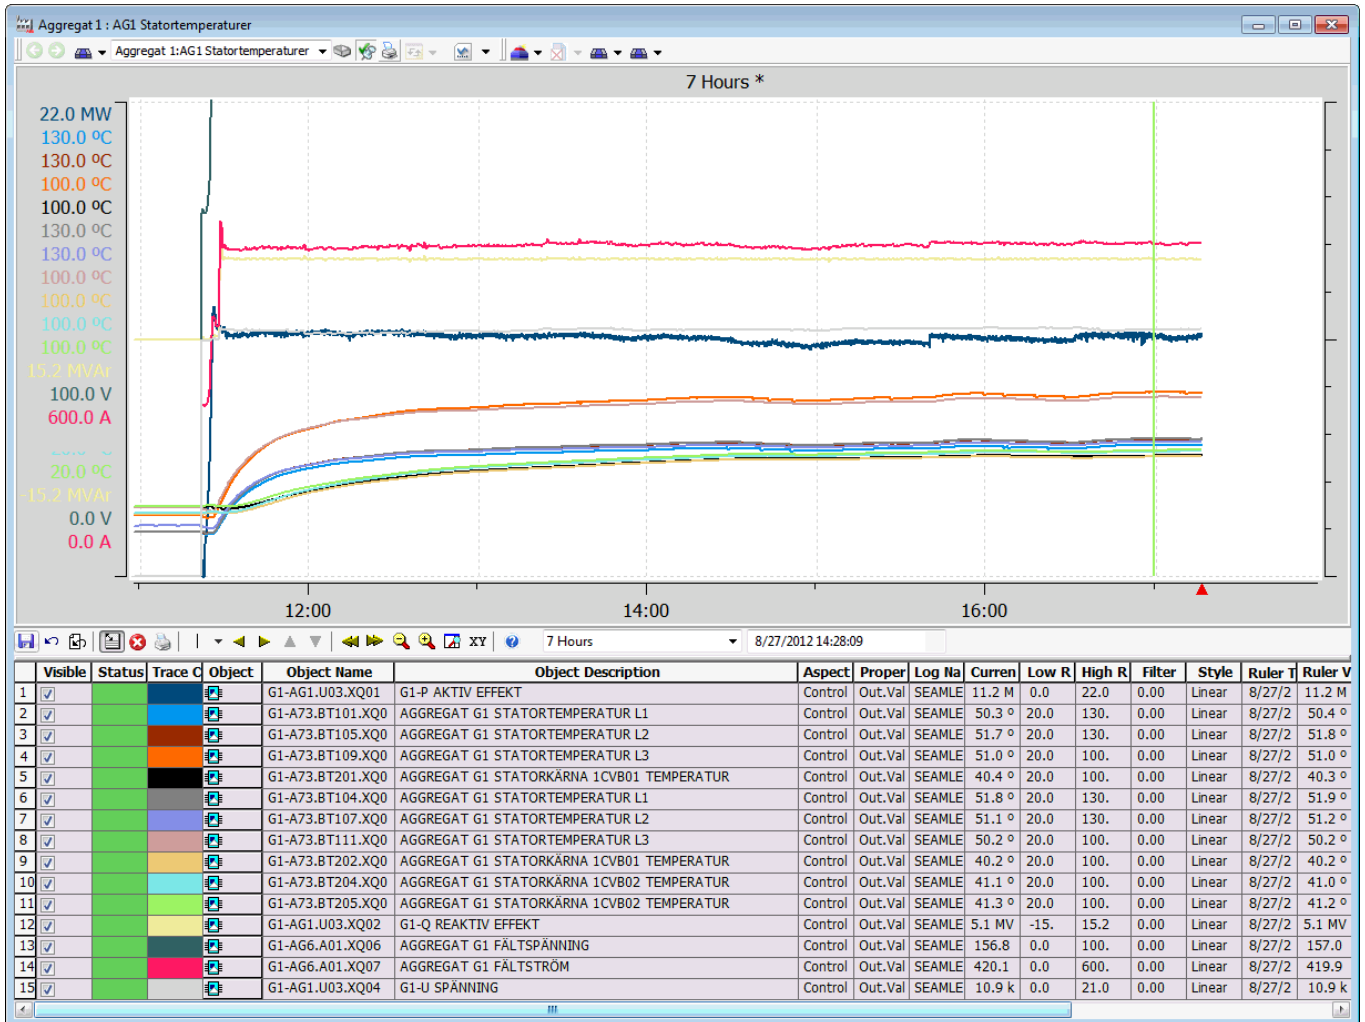 Aggregat 1 : AG1 Statortemperaturer
Aggregat 1:AG1 Statortemperaturer
7 Hours *
22.0 MW
130.0 ºC
130.0 ºC
100.0 ºC
100.0 ºC
130.0 ºC
130.0 ºC
100.0 ºC
100.0 ºC
100.0 ºC
100.0 ºC
15.2 MVAr
100.0 V
600.0 A
20.0 ºC
-15.2 MVAr
0.0 V
0.0 A
12:00 14:00 16:00
XY 7 Hours 8/27/2012 14:28:09
Visible Status Trace C Object Object Name Object Description Aspect Proper Log Na Curren Low R High R Filter Style Ruler T Ruler V
1 G1-AG1.U03.XQ01 G1-P AKTIV EFFEKT Control Out.Val SEAMLE 11.2 M 0.0 22.0 0.00 Linear 8/27/2 11.2 M
2 G1-A73.BT101.XQ0 AGGREGAT G1 STATORTEMPERATUR L1 Control Out.Val SEAMLE 50.3 º 20.0 130. 0.00 Linear 8/27/2 50.4 º
3 G1-A73.BT105.XQ0 AGGREGAT G1 STATORTEMPERATUR L2 Control Out.Val SEAMLE 51.7 º 20.0 130. 0.00 Linear 8/27/2 51.8 º
4 G1-A73.BT109.XQ0 AGGREGAT G1 STATORTEMPERATUR L3 Control Out.Val SEAMLE 51.0 º 20.0 100. 0.00 Linear 8/27/2 51.0 º
5 G1-A73.BT201.XQ0 AGGREGAT G1 STATORKÄRNA 1CVB01 TEMPERATUR Control Out.Val SEAMLE 40.4 º 20.0 100. 0.00 Linear 8/27/2 40.3 º
6 G1-A73.BT104.XQ0 AGGREGAT G1 STATORTEMPERATUR L1 Control Out.Val SEAMLE 51.8 º 20.0 130. 0.00 Linear 8/27/2 51.9 º
7 G1-A73.BT107.XQ0 AGGREGAT G1 STATORTEMPERATUR L2 Control Out.Val SEAMLE 51.1 º 20.0 130. 0.00 Linear 8/27/2 51.2 º
8 G1-A73.BT111.XQ0 AGGREGAT G1 STATORTEMPERATUR L3 Control Out.Val SEAMLE 50.2 º 20.0 100. 0.00 Linear 8/27/2 50.2 º
9 G1-A73.BT202.XQ0 AGGREGAT G1 STATORKÄRNA 1CVB01 TEMPERATUR Control Out.Val SEAMLE 40.2 º 20.0 100. 0.00 Linear 8/27/2 40.2 º
10 G1-A73.BT204.XQ0 AGGREGAT G1 STATORKÄRNA 1CVB02 TEMPERATUR Control Out.Val SEAMLE 41.1 º 20.0 100. 0.00 Linear 8/27/2 41.0 º
11 G1-A73.BT205.XQ0 AGGREGAT G1 STATORKÄRNA 1CVB02 TEMPERATUR Control Out.Val SEAMLE 41.3 º 20.0 100. 0.00 Linear 8/27/2 41.2 º
12 G1-AG1.U03.XQ02 G1-Q REAKTIV EFFEKT Control Out.Val SEAMLE 5.1 MV -15. 15.2 0.00 Linear 8/27/2 5.1 MV
13 G1-AG6.A01.XQ06 AGGREGAT G1 FÄLTSPÄNNING Control Out.Val SEAMLE 156.8 0.0 100. 0.00 Linear 8/27/2 157.0
14 G1-AG6.A01.XQ07 AGGREGAT G1 FÄLTSTRÖM Control Out.Val SEAMLE 420.1 0.0 600. 0.00 Linear 8/27/2 419.9
15 G1-AG1.U03.XQ04 G1-U SPÄNNING Control Out.Val SEAMLE 10.9 k 0.0 21.0 0.00 Linear 8/27/2 10.9 k